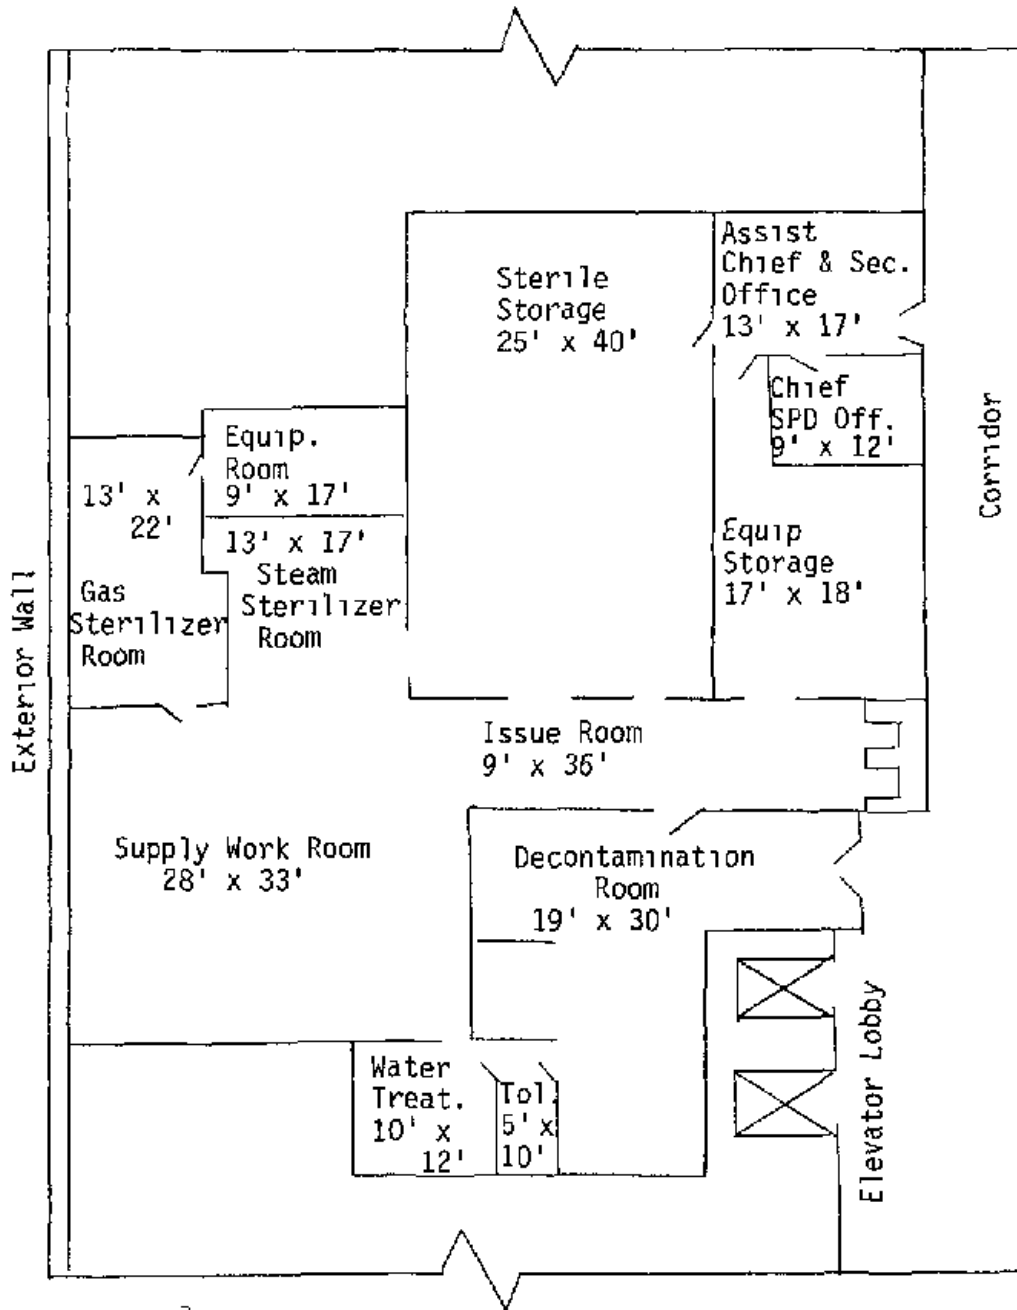 Assist
Chief & Sec.
Office
13' x 17'
Sterile
Storage
25' x 40'
Chief
SPD Off.
9' x 12'
Corridor
Equip.
Room
9' x 17'
13' x
22'
13' x 17'
Steam
Sterilizer
Room
Gas
Sterilizer
Room
Equip
Storage
17' x 18'
Exterior Wall
Issue Room
9' x 36'
Supply Work Room
28' x 33'
Decontamination
Room
19' x 30'
Elevator Lobby
Water
Treat.
10' x
12'
Tol.
5' x
10'